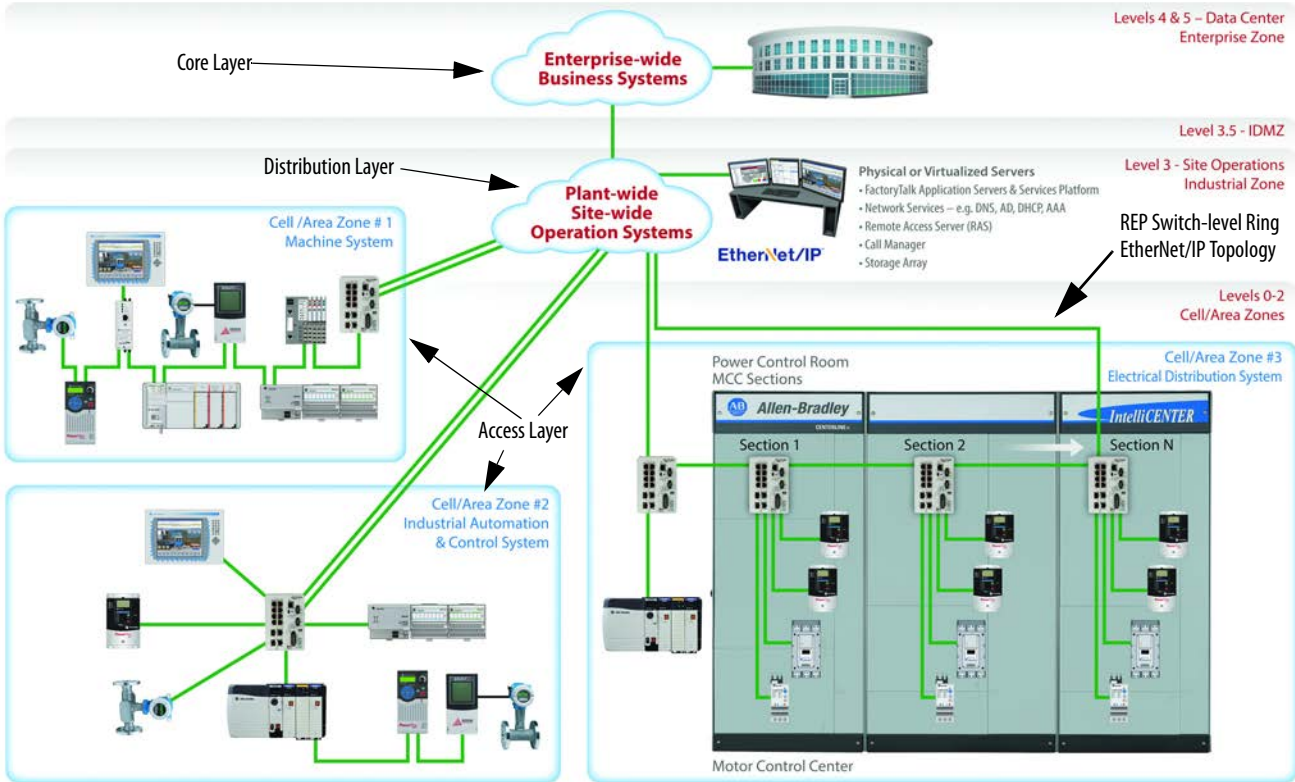 Levels 4 & 5 – Data Center
Enterprise Zone
Core Layer
Enterprise-wide
Business Systems
Level 3.5 - IDMZ
Level 3 - Site Operations
Industrial Zone
Distribution Layer
Plant-wide
Site-wide
Operation Systems
Physical or Virtualized Servers
• FactoryTalk Application Servers & Services Platform
• Network Services – e.g. DNS, AD, DHCP, AAA
• Remote Access Server (RAS)
• Call Manager
• Storage Array
EtherNet/IP
REP Switch-level Ring
EtherNet/IP Topology
Cell /Area Zone # 1
Machine System
Levels 0-2
Cell/Area Zones
Access Layer
Cell/Area Zone #2
Industrial Automation
& Control System
Power Control Room
MCC Sections
Cell/Area Zone #3
Electrical Distribution System
AB
Allen-Bradley
CENTERLINE
IntelliCENTER
Section 1
Section 2
Section N
Motor Control Center